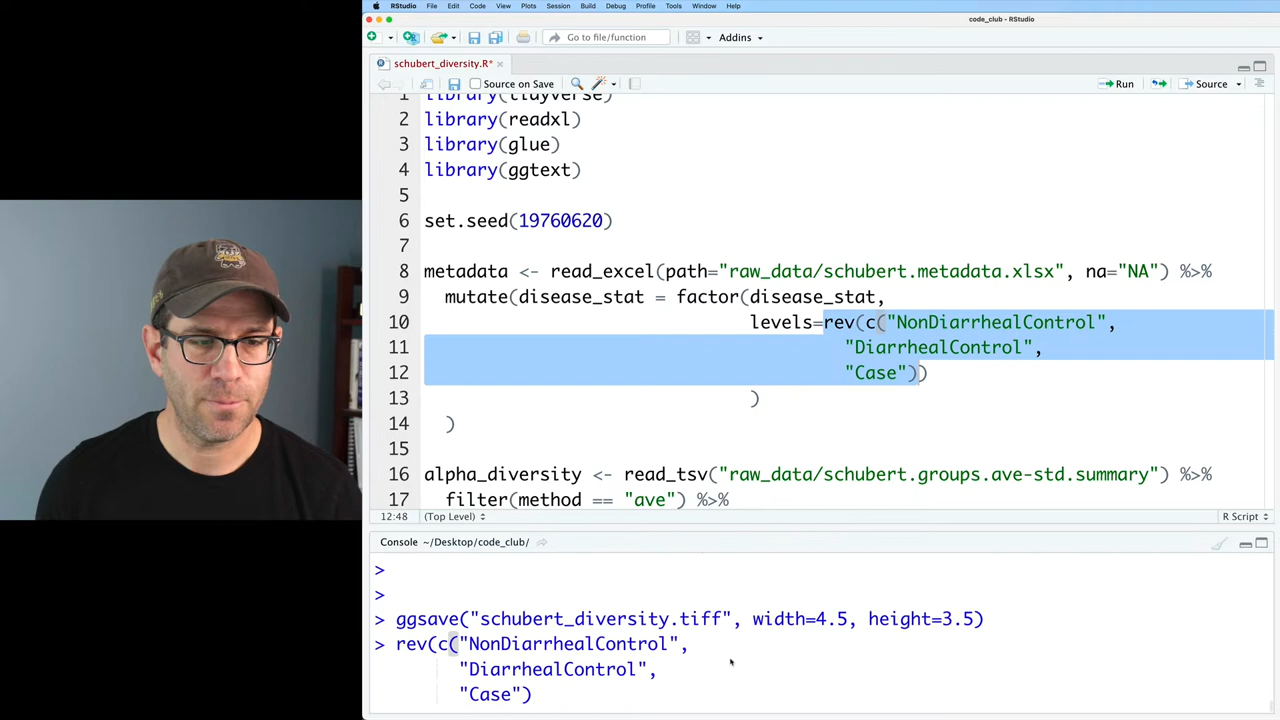 RStudio File Edit Code View Plots Session Build Debug Profile Tools Window Help
code_club - RStudio
Go to file/function Addins
schubert_diversity.R*
Source on Save Run Source
1 library(tidyverse)
2 library(readxl)
3 library(glue)
4 library(ggtext)
5
6 set.seed(19760620)
7
8 metadata <- read_excel(path="raw_data/schubert.metadata.xlsx", na="NA") %>%
9 mutate(disease_stat = factor(disease_stat,
10 levels=rev(c("NonDiarrhealControl",
11 "DiarrhealControl",
12 "Case"))
13 )
14 )
15
16 alpha_diversity <- read_tsv("raw_data/schubert.groups.ave-std.summary") %>%
17 filter(method == "ave") %>%
12:48 (Top Level) R Script
Console ~/Desktop/code_club/
>
>
> ggsave("schubert_diversity.tiff", width=4.5, height=3.5)
> rev(c("NonDiarrhealControl",
"DiarrhealControl",
"Case")